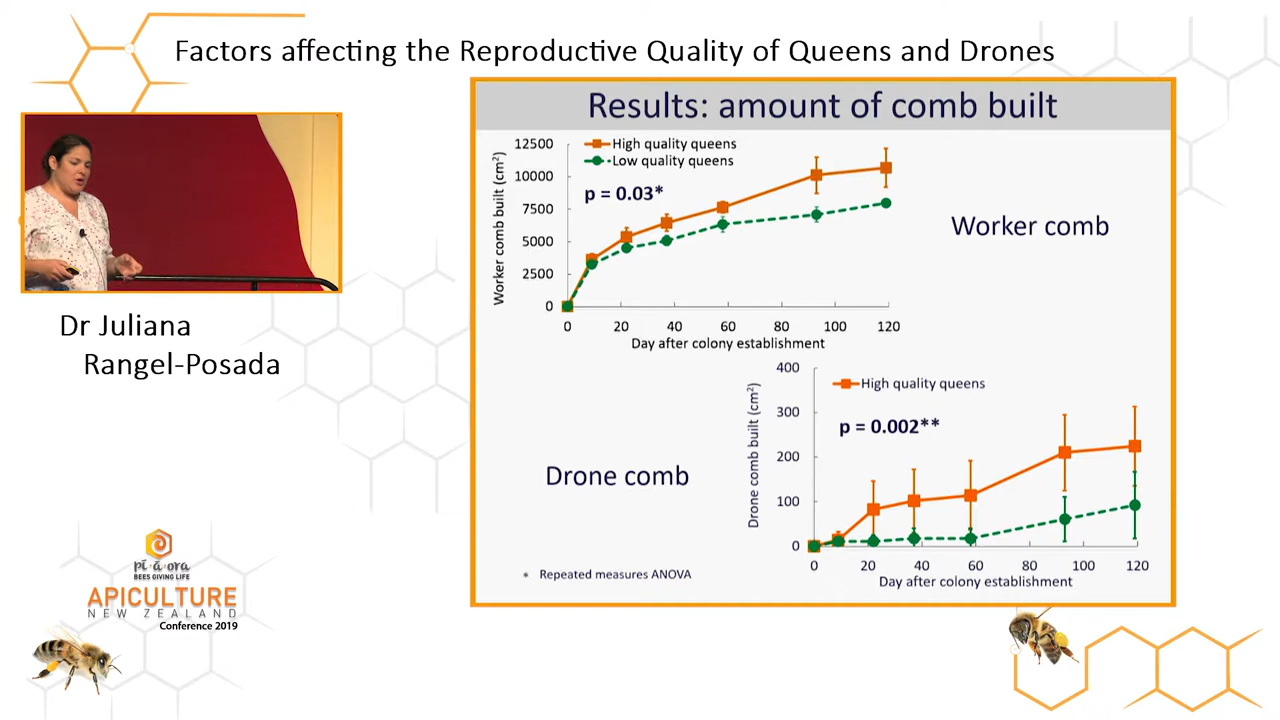 Factors affecting the Reproductive Quality of Queens and Drones
Dr Juliana
Rangel-Posada
Results: amount of comb built
High quality queens
Low quality queens
p = 0.03*
Worker comb built (cm²)
12500
10000
7500
5000
2500
0
0 20 40 60 80 100 120
Day after colony establishment
Worker comb
Drone comb
High quality queens
p = 0.002**
Drone comb built (cm²)
400
300
200
100
0
0 20 40 60 80 100 120
Day after colony establishment
* Repeated measures ANOVA
pī·ā·ora
BEES GIVING LIFE
APICULTURE
NEW ZEALAND
Conference 2019